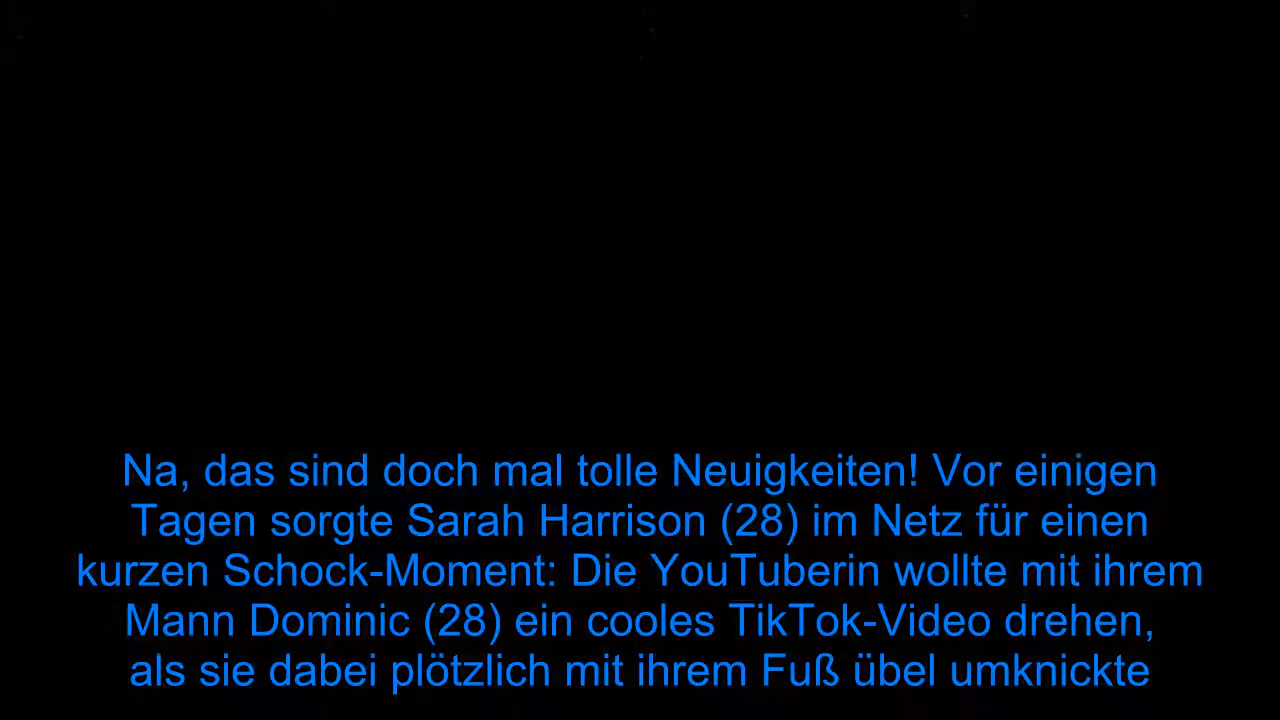 Na, das sind doch mal tolle Neuigkeiten! Vor einigen
Tagen sorgte Sarah Harrison (28) im Netz für einen
kurzen Schock-Moment: Die YouTuberin wollte mit ihrem
Mann Dominic (28) ein cooles TikTok-Video drehen,
als sie dabei plötzlich mit ihrem Fuß übel umknickte